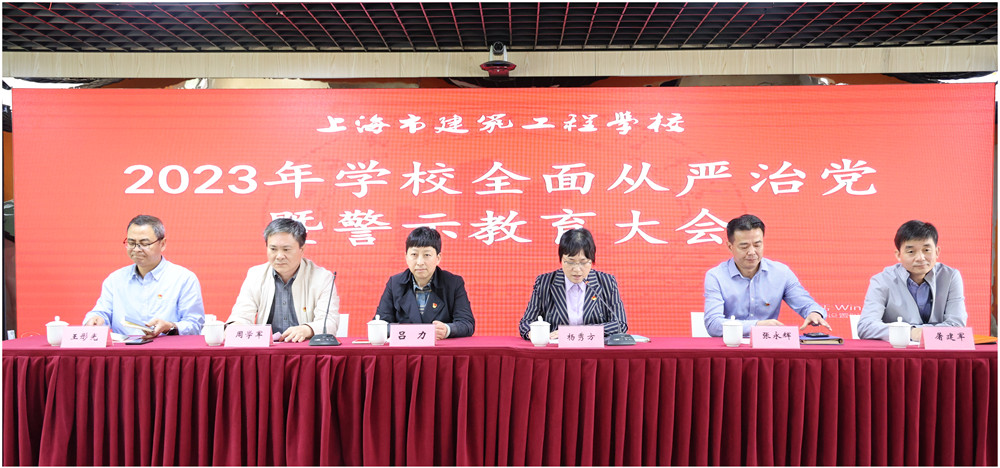 上海市建筑工程学校
2023年学校全面从严治党
暨警示教育大会
王彤光
周学军
吕 力
杨秀方
张永辉
屠建军